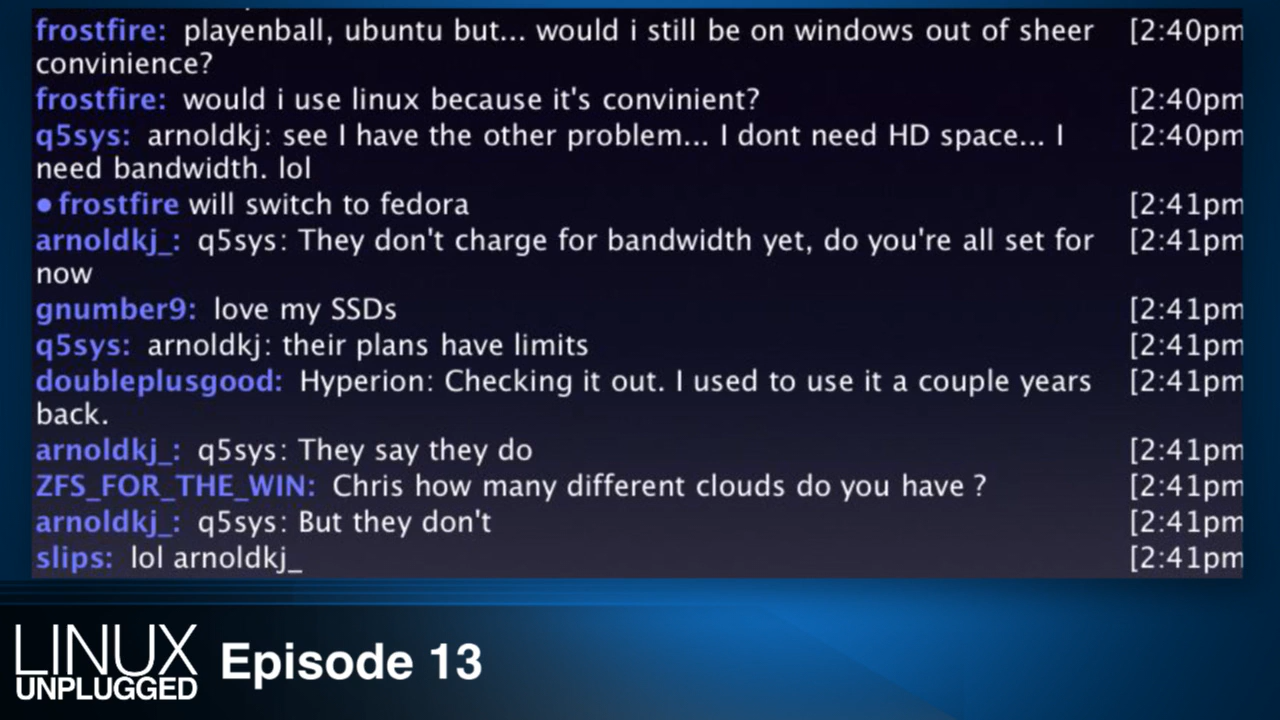 frostfire: playenball, ubuntu but... would i still be on windows out of sheer [2:40pm
convinience?
frostfire: would i use linux because it's convinient? [2:40pm
q5sys: arnoldkj: see I have the other problem... I dont need HD space... I [2:40pm
need bandwidth. lol
•frostfire will switch to fedora [2:41pm
arnoldkj_: q5sys: They don't charge for bandwidth yet, do you're all set for [2:41pm
now
gnumber9: love my SSDs [2:41pm
q5sys: arnoldkj: their plans have limits [2:41pm
doubleplusgood: Hyperion: Checking it out. I used to use it a couple years [2:41pm
back.
arnoldkj_: q5sys: They say they do [2:41pm
ZFS_FOR_THE_WIN: Chris how many different clouds do you have ? [2:41pm
arnoldkj_: q5sys: But they don't [2:41pm
slips: lol arnoldkj_ [2:41pm
LINUX
UNPLUGGED
Episode 13